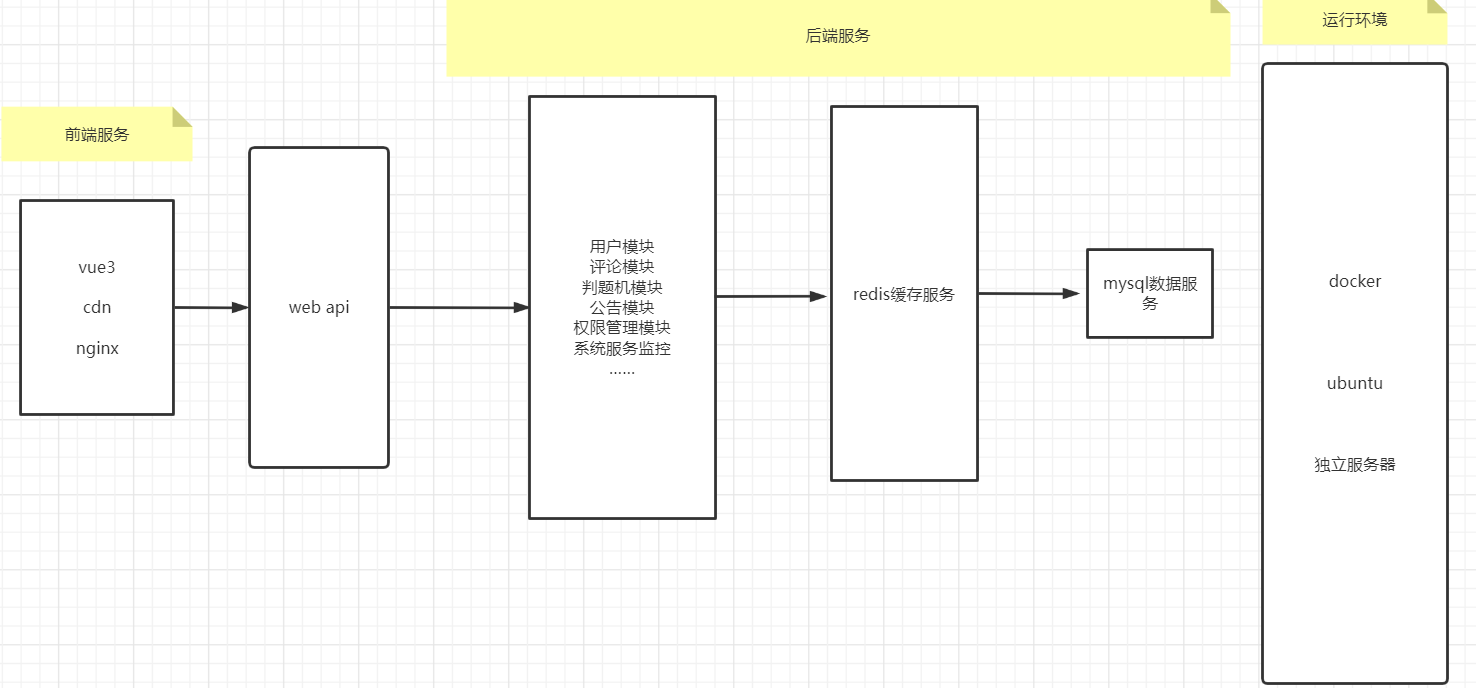 后端服务
运行环境
前端服务
vue3
cdn
nginx
web api
用户模块
评论模块
判题机模块
公告模块
权限管理模块
系统服务监控
……
redis缓存服务
mysql数据服
务
docker
ubuntu
独立服务器